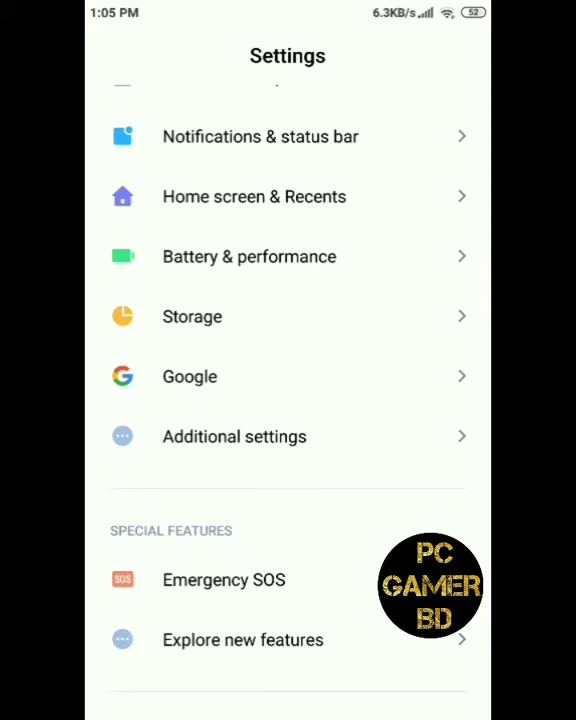 1:05 PM 6.3KB/s 52
Settings
Notifications & status bar
Home screen & Recents
Battery & performance
Storage
Google
Additional settings
SPECIAL FEATURES
SOS Emergency SOS
Explore new features
PC
GAMER
BD